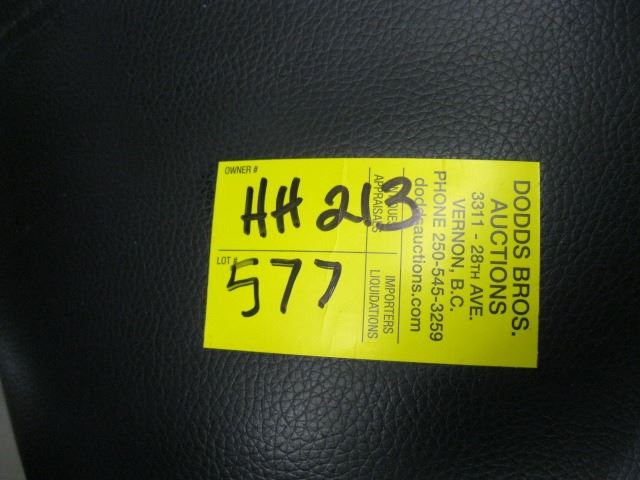 OWNER #
HH 213
LOT #
577
DODDS BROS.
AUCTIONS
3311 - 28TH AVE.
VERNON, B.C.
PHONE 250-545-3259
doddsauctions.com
APPRAISALS
IMPORTERS
LIQUIDATIONS